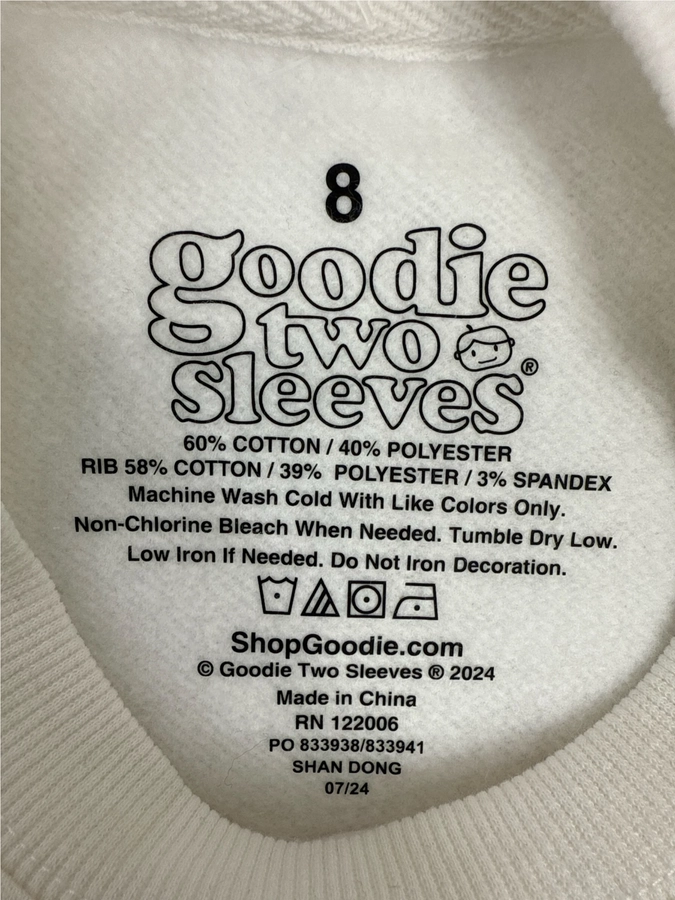 8
goodie
two
sleeves®
60% COTTON / 40% POLYESTER
RIB 58% COTTON / 39% POLYESTER / 3% SPANDEX
Machine Wash Cold With Like Colors Only.
Non-Chlorine Bleach When Needed. Tumble Dry Low.
Low Iron If Needed. Do Not Iron Decoration.
ShopGoodie.com
© Goodie Two Sleeves ® 2024
Made in China
RN 122006
PO 833938/833941
SHAN DONG
07/24